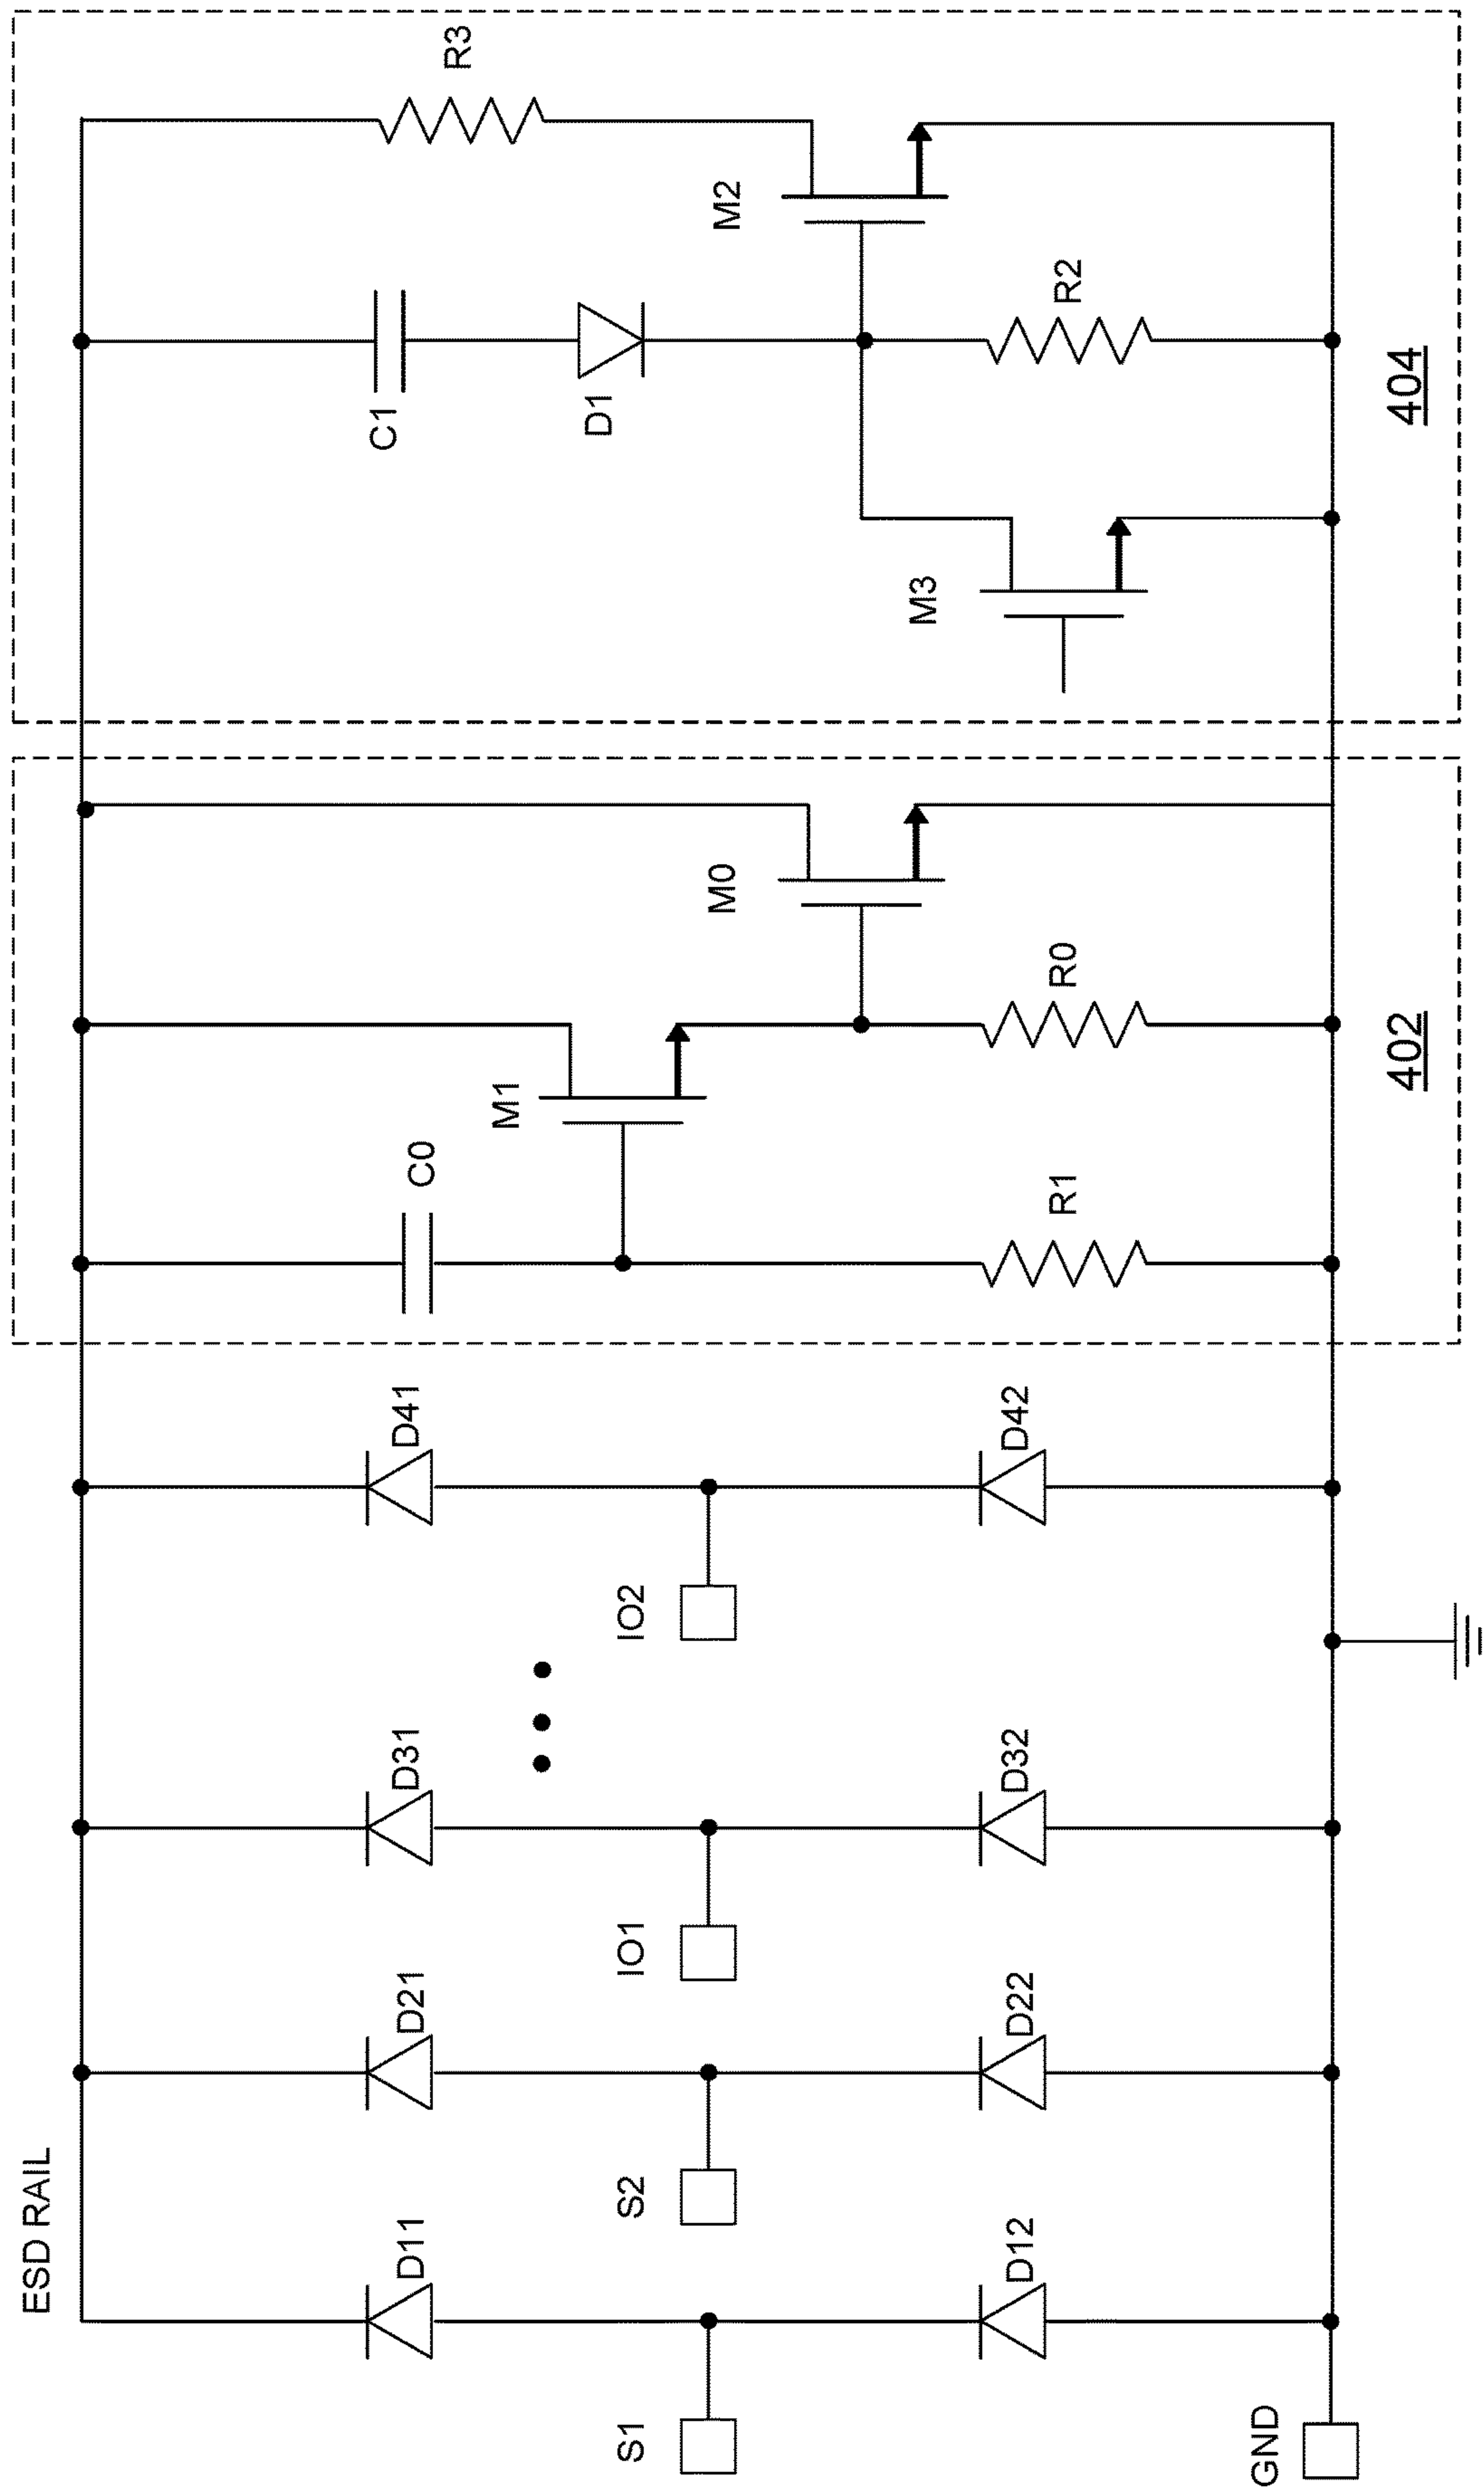 ESD RAIL
D11
D21
D31
D41
C0
M1
M0
C1
D1
M2
R3
S1
S2
IO1
IO2
D12
D22
D32
D42
R1
R0
M3
R2
GND
402
404